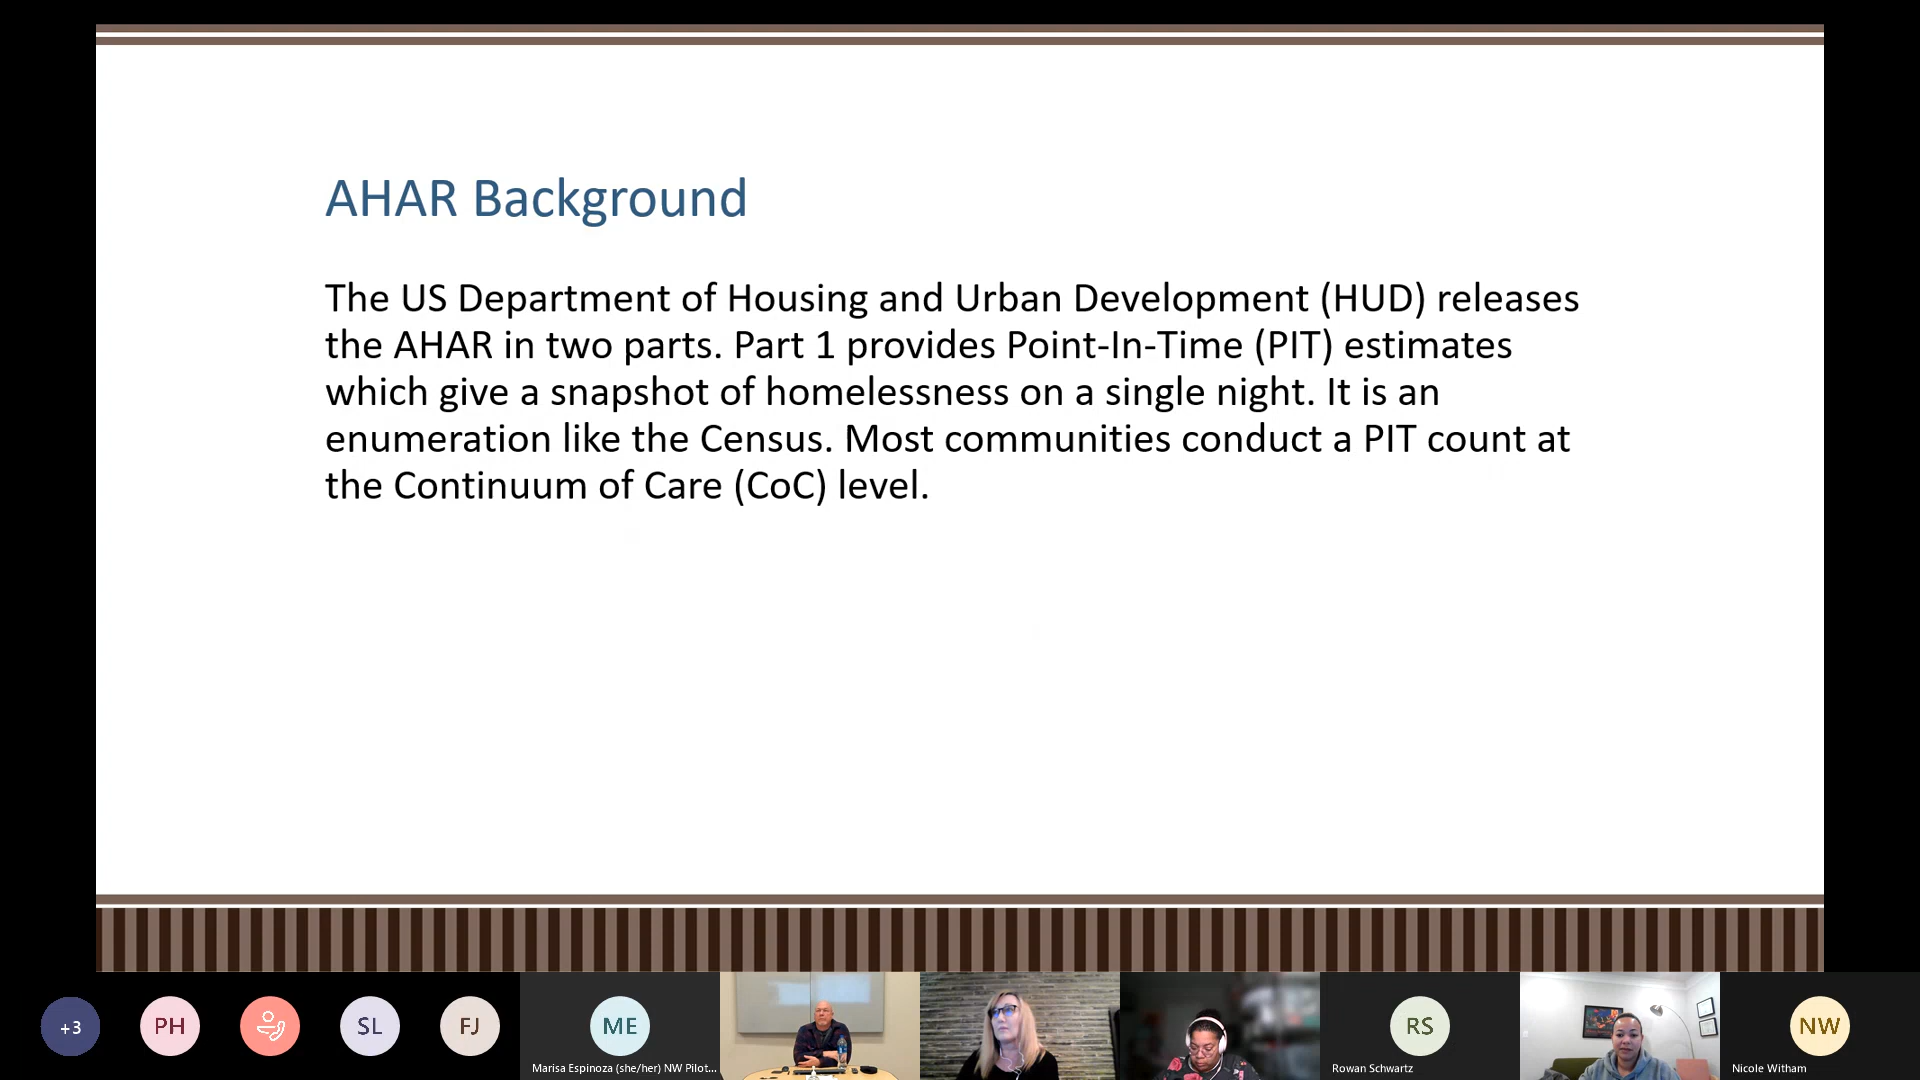 AHAR Background
The US Department of Housing and Urban Development (HUD) releases
the AHAR in two parts. Part 1 provides Point-In-Time (PIT) estimates
which give a snapshot of homelessness on a single night. It is an
enumeration like the Census. Most communities conduct a PIT count at
the Continuum of Care (CoC) level.
+3
PH
SL
FJ
ME
RS
NW
Marisa Espinoza (she/her) NW Pilot...
Rowan Schwartz
Nicole Witham